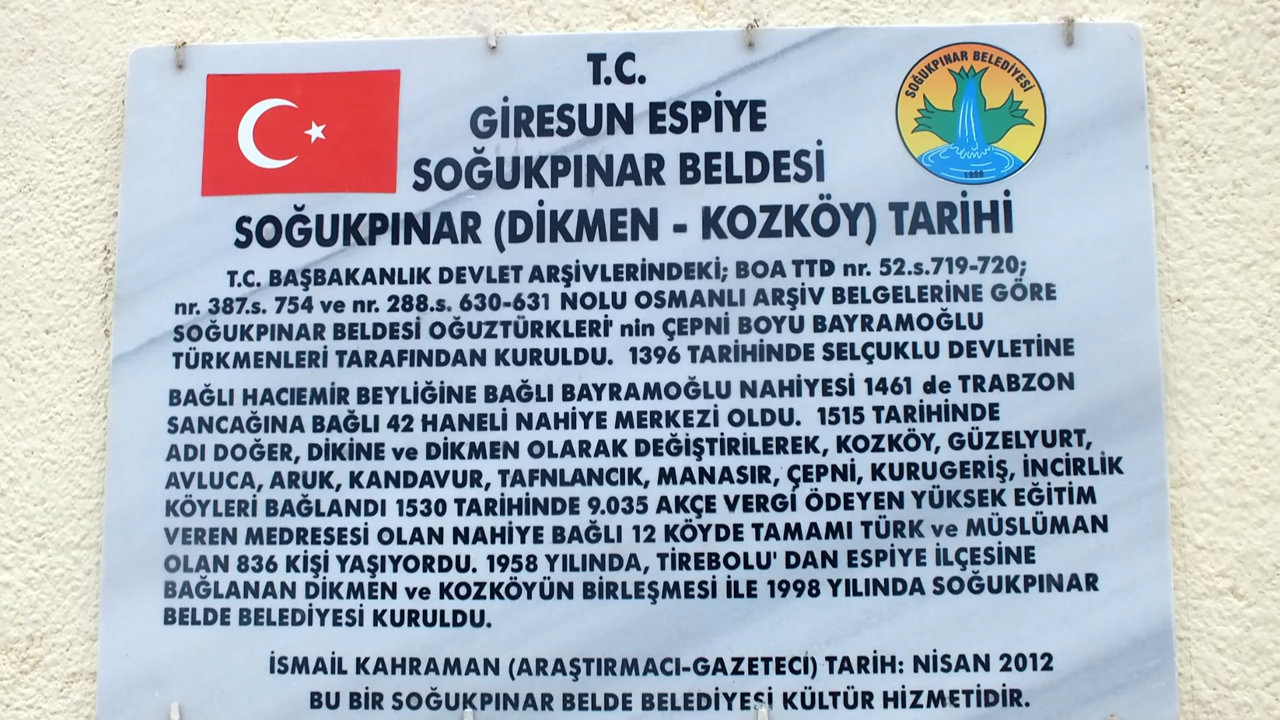 T.C.
GİRESUN ESPİYE
SOĞUKPINAR BELDESİ
SOĞUKPINAR BELEDİYESİ
SOĞUKPINAR (DİKMEN - KOZKÖY) TARİHİ
T.C. BAŞBAKANLIK DEVLET ARŞİVLERİNDEKİ; BOA TTD nr. 52.s.719-720;
nr. 387.s. 754 ve nr. 288.s. 630-631 NOLU OSMANLI ARŞİV BELGELERİNE GÖRE
SOĞUKPINAR BELDESİ OĞUZTÜRKLERİ' nin ÇEPNİ BOYU BAYRAMOĞLU
TÜRKMENLERİ TARAFINDAN KURULDU. 1396 TARİHİNDE SELÇUKLU DEVLETİNE
BAĞLI HACIEMİR BEYLİĞİNE BAĞLI BAYRAMOĞLU NAHİYESİ 1461 de TRABZON
SANCAĞINA BAĞLI 42 HANELİ NAHİYE MERKEZİ OLDU. 1515 TARİHİNDE
ADI DOĞER, DİKİNE ve DİKMEN OLARAK DEĞİŞTİRİLEREK, KOZKÖY, GÜZELYURT,
AVLUCA, ARUK, KANDAVUR, TAFNLANCIK, MANASIR, ÇEPNİ, KURUGERİŞ, İNCİRLİK
KÖYLERİ BAĞLANDI 1530 TARİHİNDE 9.035 AKÇE VERGİ ÖDEYEN YÜKSEK EĞİTİM
VEREN MEDRESESİ OLAN NAHİYE BAĞLI 12 KÖYDE TAMAMI TÜRK ve MÜSLÜMAN
OLAN 836 KİŞİ YAŞIYORDU. 1958 YILINDA, TİREBOLU' DAN ESPİYE İLÇESİNE
BAĞLANAN DİKMEN ve KOZKÖYÜN BİRLEŞMESİ İLE 1998 YILINDA SOĞUKPINAR
BELDE BELEDİYESİ KURULDU.
İSMAİL KAHRAMAN (ARAŞTIRMACI-GAZETECİ) TARİH: NİSAN 2012
BU BİR SOĞUKPINAR BELDE BELEDİYESİ KÜLTÜR HİZMETİDİR.